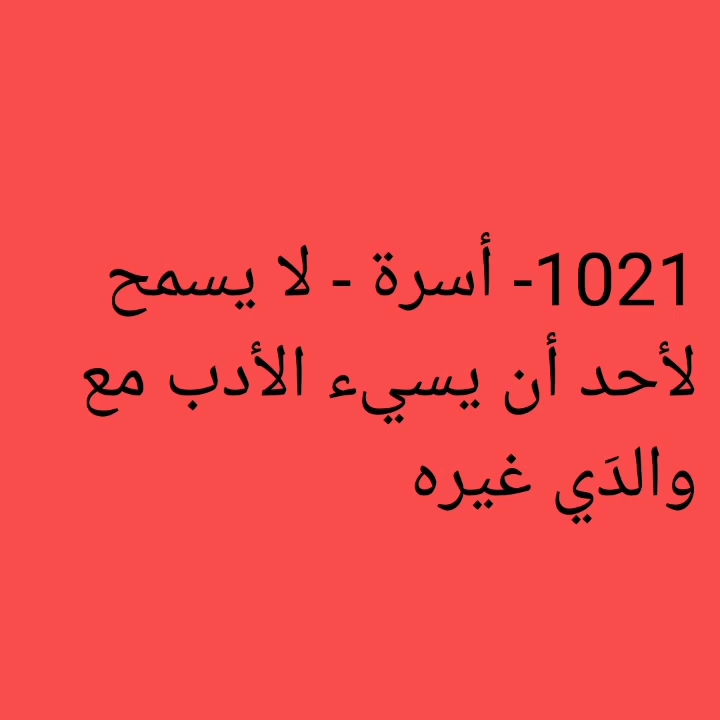 1021- أسرة - لا يسمح
لأحد أن يسيء الأدب مع
والدَي غيره